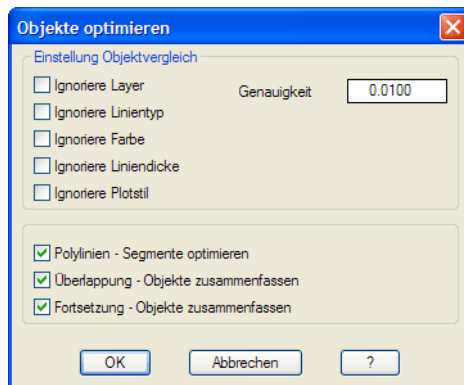 Objekte optimieren
Einstellung Objektvergleich
Ignoriere Layer
Genauigkeit 0.0100
Ignoriere Linientyp
Ignoriere Farbe
Ignoriere Liniendicke
Ignoriere Plotstil
Polylinien - Segmente optimieren
Überlappung - Objekte zusammenfassen
Fortsetzung - Objekte zusammenfassen
OK
Abbrechen
?